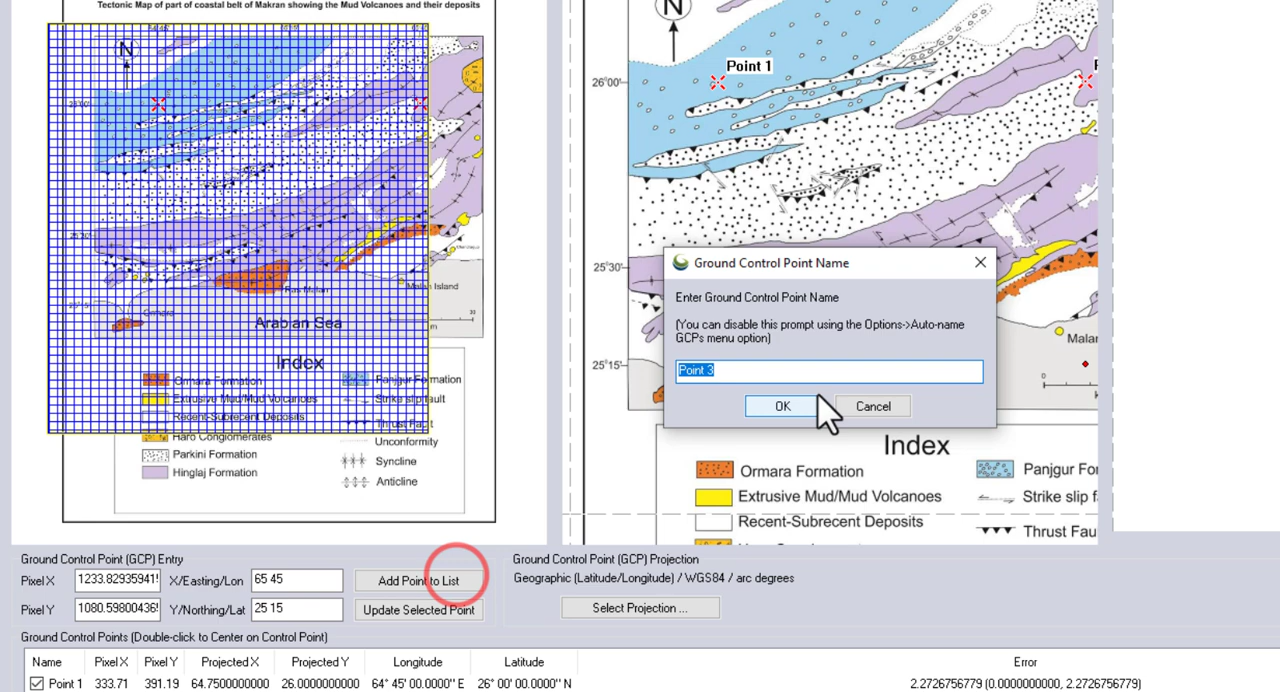 Tectonic Map of part of coastal belt of Makran showing the Mud Volcanoes and their deposits
N
Ormara
Ras Malan
Malan Island
Arabian Sea
Index
Ormara Formation
Panjgur Formation
Extrusive Mud/Mud Volcanoes
Strike slip fault
Recent-Subrecent Deposits
Thrust Fault
Haro Conglomerates
Unconformity
Parkini Formation
Syncline
Hinglaj Formation
Anticline
N
Point 1
26°00'
25°30'
25°15'
Malar
0
Index
Ormara Formation
Panjgur For
Extrusive Mud/Mud Volcanoes
Strike slip f
Recent-Subrecent Deposits
Thrust Fau
Ground Control Point Name
Enter Ground Control Point Name
(You can disable this prompt using the Options->Auto-name
GCPs menu option)
Point 3
OK
Cancel
Ground Control Point (GCP) Entry
Pixel X 1233.82935941! X/Easting/Lon 65 45 Add Point to List
Pixel Y 1080.59800436! Y/Northing/Lat 25 15 Update Selected Point
Ground Control Point (GCP) Projection
Geographic (Latitude/Longitude) / WGS84 / arc degrees
Select Projection ...
Ground Control Points (Double-click to Center on Control Point)
Name Pixel X Pixel Y Projected X Projected Y Longitude Latitude Error
Point 1 333.71 391.19 64.7500000000 26.0000000000 64° 45' 00.0000" E 26° 00' 00.0000" N 2.2726756779 (0.0000000000, 2.2726756779)